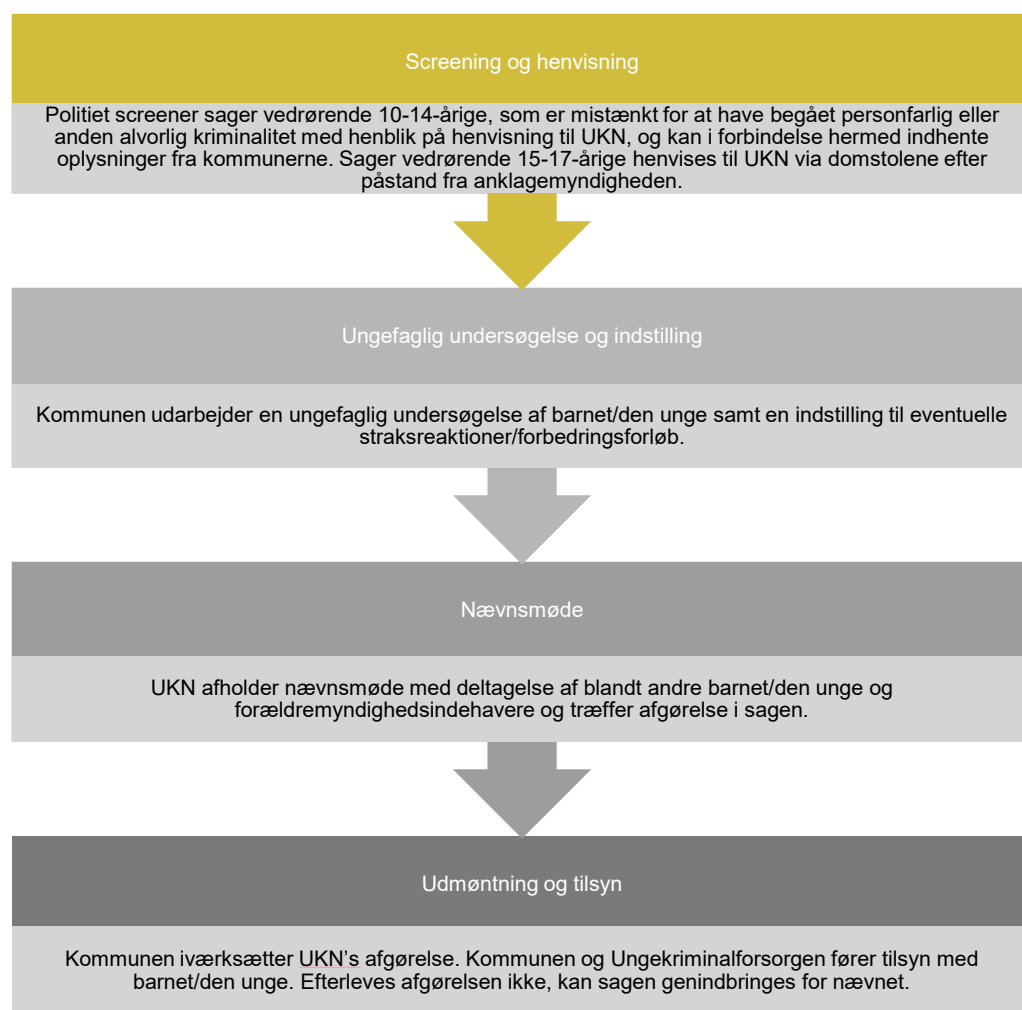 Screening og henvisning
Politiet screener sager vedrørende 10-14-årige, som er mistænkt for at have begået personfarlig eller
anden alvorlig kriminalitet med henblik på henvisning til UKN, og kan i forbindelse hermed indhente
oplysninger fra kommunerne. Sager vedrørende 15-17-årige henvises til UKN via domstolene efter
påstand fra anklagemyndigheden.
Ungefaglig undersøgelse og indstilling
Kommunen udarbejder en ungefaglig undersøgelse af barnet/den unge samt en indstilling til eventuelle
straksreaktioner/forbedringsforløb.
Nævnsmøde
UKN afholder nævnsmøde med deltagelse af blandt andre barnet/den unge og
forældremyndighedsindehavere og træffer afgørelse i sagen.
Udmøntning og tilsyn
Kommunen iværksætter UKN's afgørelse. Kommunen og Ungekriminalforsorgen fører tilsyn med
barnet/den unge. Efterleves afgørelsen ikke, kan sagen genindbringes for nævnet.